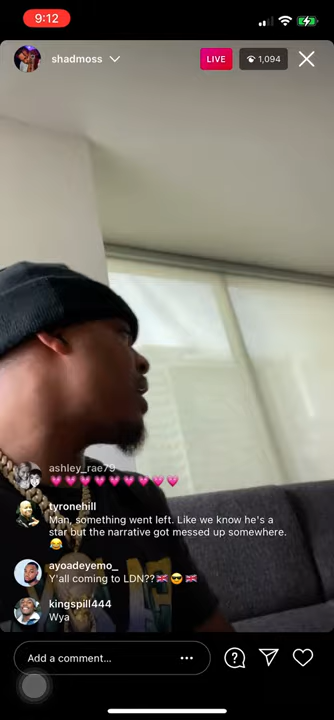 9:12
shadmoss
LIVE
1,094
ashley_rae79
💗💗💗💗💗💗💗💗💗
tyronehill
Man, something went left. Like we know he's a
star but the narrative got messed up somewhere.
😂
ayoadeyemo_
Y'all coming to LDN??🇬🇧😎🇬🇧
kingspill444
Wya
Add a comment...